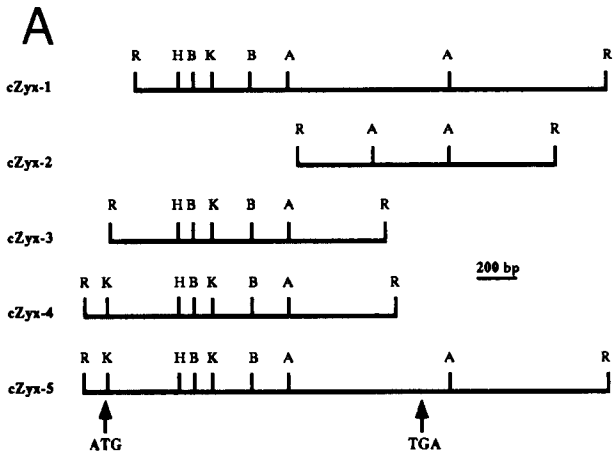 A
R H B K B A A R
cZyx-1
R A A R
cZyx-2
R H B K B A R
cZyx-3
200 bp
R K H B K B A R
cZyx-4
R K H B K B A A R
cZyx-5
ATG TGA